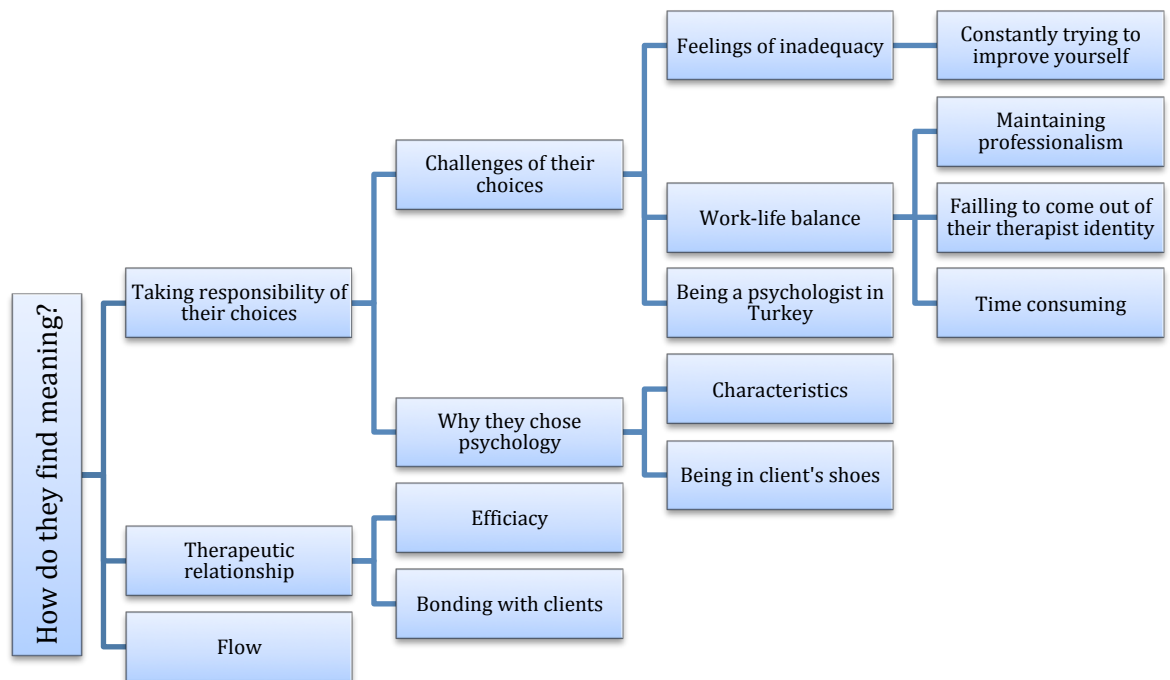 How do they find meaning?
Taking responsibility of
their choices
Challenges of their
choices
Feelings of inadequacy
Constantly trying to
improve yourself
Work-life balance
Maintaining
professionalism
Failling to come out of
their therapist identity
Time consuming
Being a psychologist in
Turkey
Why they chose
psychology
Characteristics
Being in client's shoes
Therapeutic
relationship
Efficiacy
Bonding with clients
Flow